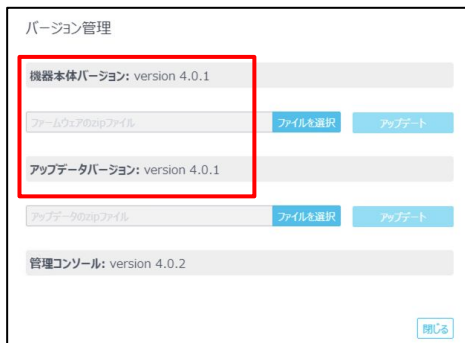 バージョン管理
機器本体バージョン: version 4.0.1
ファームウェアのzipファイル ファイルを選択 アップデート
アップデータバージョン: version 4.0.1
アップデータのzipファイル ファイルを選択 アップデート
管理コンソール: version 4.0.2
閉じる